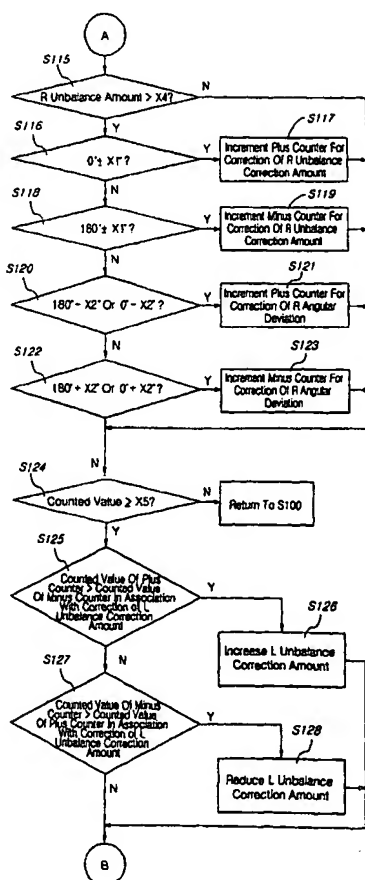 A
S115
R Unbalance Amount > X4?
N
Y
S116
0°± X1°?
Y
S117
Increment Plus Counter For
Correction Of R Unbalance
Correction Amount
N
S118
180°± X1°?
Y
S119
Increment Minus Counter For
Correction Of R Unbalance
Correction Amount
N
S120
Y
S121
Increment Plus Counter For
Correction Of R Angular
Deviation
N
S122
180°+ X2° Or 0°+ X2°?
Y
S123
Increment Minus Counter For
Correction Of R Angular
Deviation
N
S124
Counted Value ≧ X5?
N
Return To S100
Y
S125
Counted Value Of Plus
Counter > Counted Value
Of Minus Counter In Association
With Correction of L
Unbalance Correction
Amount
Y
S126
Increase L Unbalance
Correction Amount
N
S127
Counted Value Of Minus
Counter > Counted Value
Of Plus Counter In Association
With Correction of L
Unbalance Correction
Amount
Y
S128
Reduce L Unbalance
Correction Amount
N
B